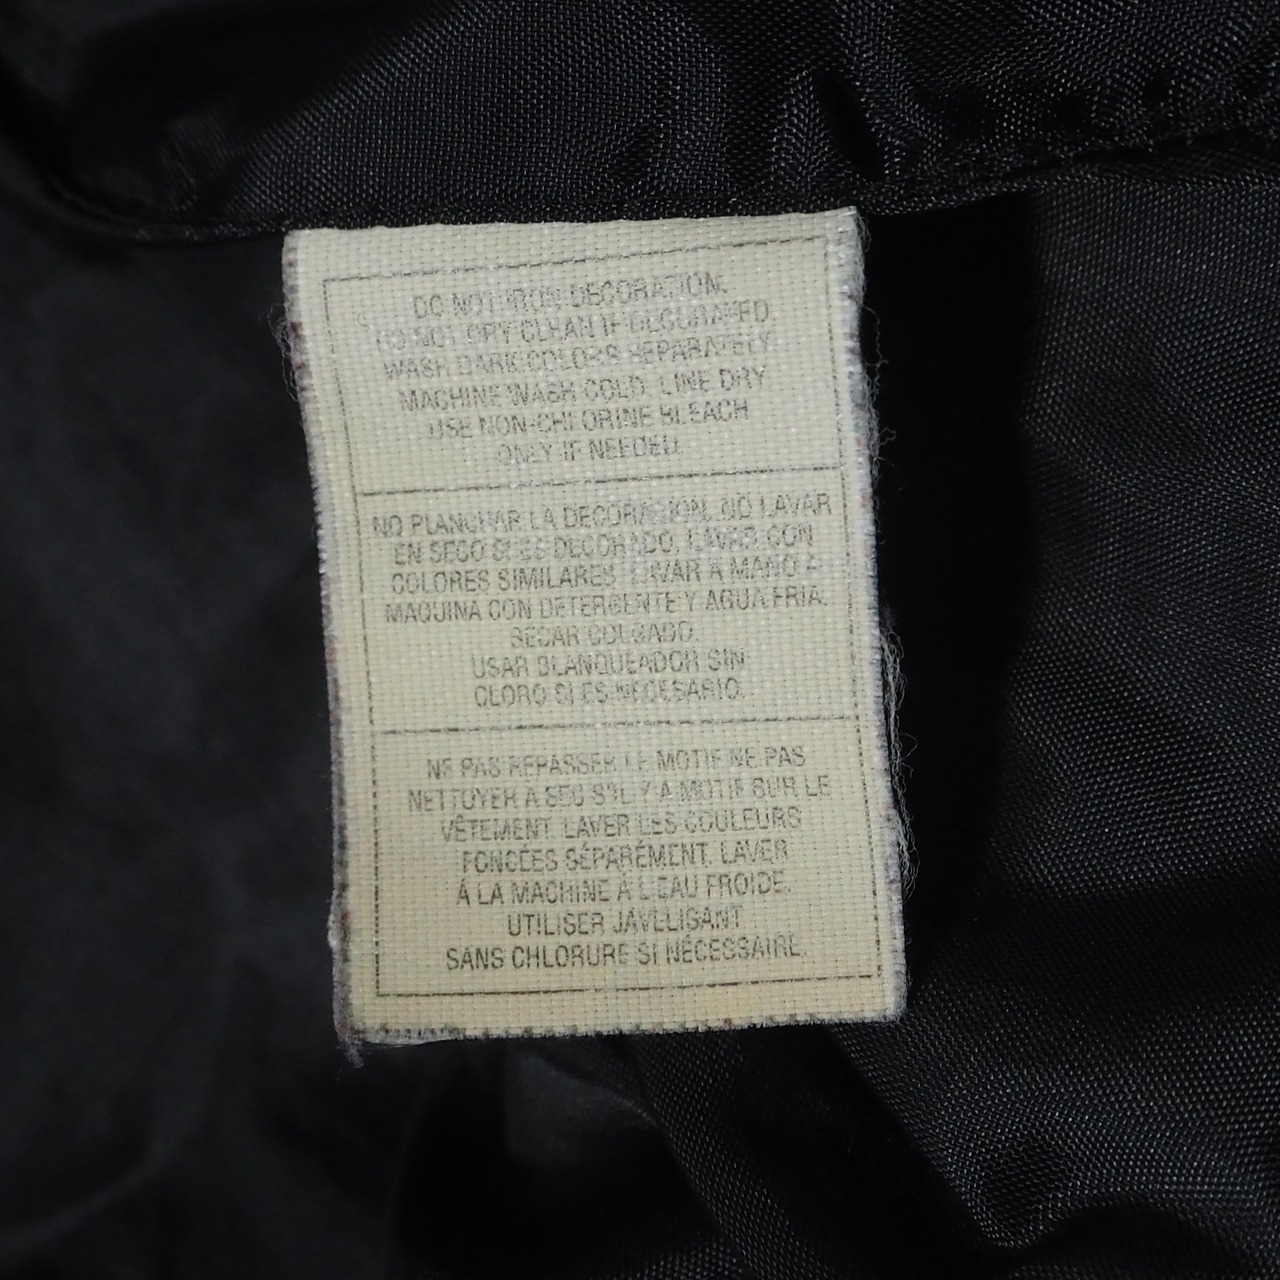 DO NOT IRON DECORATION.
DO NOT DRY CLEAN IF DECORATED.
WASH DARK COLORS SEPARATELY.
MACHINE WASH COLD. LINE DRY.
USE NON-CHLORINE BLEACH
ONLY IF NEEDED.
NO PLANCHAR LA DECORACION. NO LAVAR
EN SECO SI ES DECORADO. LAVAR CON
COLORES SIMILARES. LAVAR A MANO A
MAQUINA CON DETERGENTE Y AGUA FRIA.
SECAR COLGADO.
USAR BLANQUEADOR SIN
CLORO SI ES NECESARIO.
NE PAS REPASSER LE MOTIF NE PAS
NETTOYER A SEC S'IL Y A MOTIF SUR LE
VÊTEMENT. LAVER LES COULEURS
FONCÉES SÉPARÉMENT. LAVER
À LA MACHINE À L'EAU FROIDE.
UTILISER JAVELISANT
SANS CHLORURE SI NÉCESSAIRE.